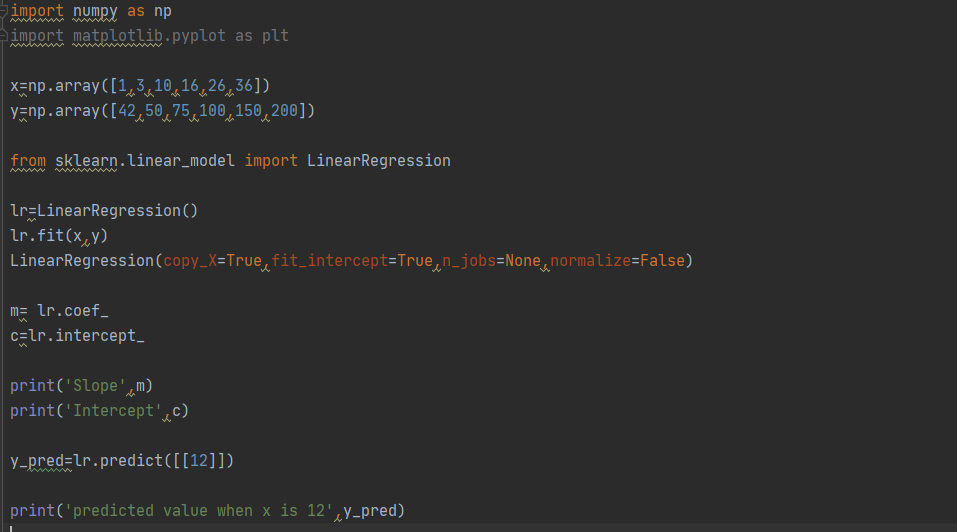 import numpy as np
import matplotlib.pyplot as plt
x=np.array([1,3,10,16,26,36])
y=np.array([42,50,75,100,150,200])
from sklearn.linear_model import LinearRegression
lr=LinearRegression()
lr.fit(x,y)
LinearRegression(copy_X=True,fit_intercept=True,n_jobs=None,normalize=False)
m= lr.coef_
c=lr.intercept_
print('Slope',m)
print('Intercept',c)
y_pred=lr.predict([[12]])
print('predicted value when x is 12',y_pred)